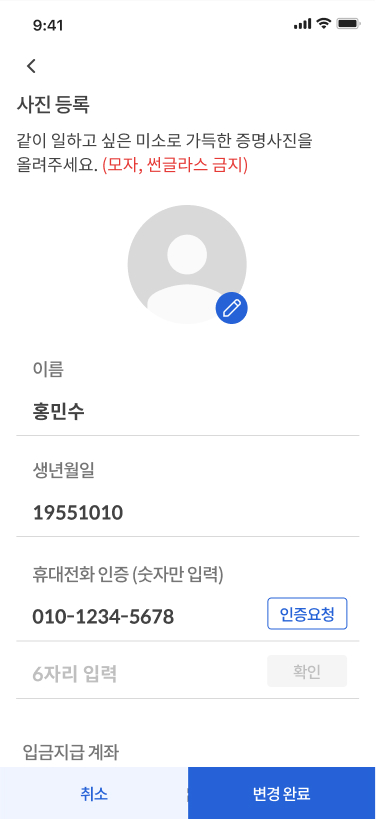 9:41
사진 등록
같이 일하고 싶은 미소로 가득한 증명사진을
올려주세요. (모자, 썬글라스 금지)
이름
홍민수
생년월일
19551010
휴대전화 인증 (숫자만 입력)
010-1234-5678
인증요청
6자리 입력
확인
입금지급 계좌
취소
변경 완료